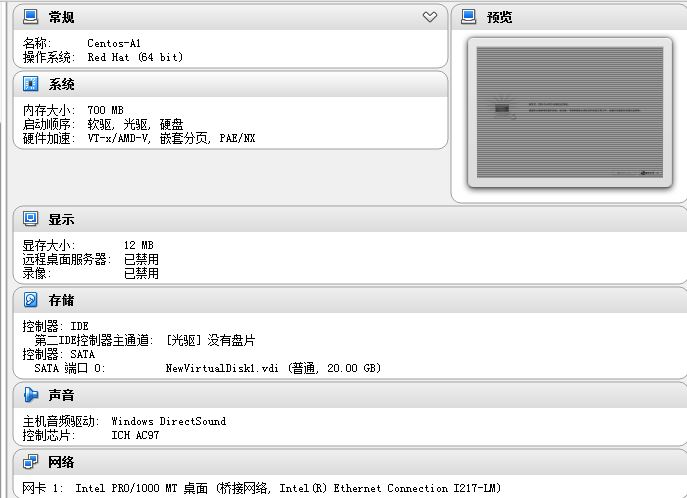 常规
名称: Centos-A1
操作系统: Red Hat (64 bit)
系统
内存大小: 700 MB
启动顺序: 软驱, 光驱, 硬盘
硬件加速: VT-x/AMD-V, 嵌套分页, PAE/NX
预览
显示
显存大小: 12 MB
远程桌面服务器: 已禁用
录像: 已禁用
存储
控制器: IDE
第二IDE控制器主通道: [光驱] 没有盘片
控制器: SATA
SATA 端口 0: NewVirtualDisk1.vdi (普通, 20.00 GB)
声音
主机音频驱动: Windows DirectSound
控制芯片: ICH AC97
网络
网卡 1: Intel PRO/1000 MT 桌面 (桥接网络, Intel(R) Ethernet Connection I217-LM)